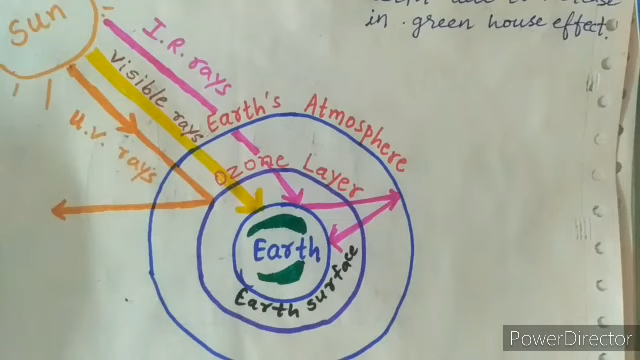 in green house effect.
Sun
I.R. rays
Visible rays
U.V. rays
Earth's Atmosphere
Ozone Layer
Earth
Earth surface
PowerDirector